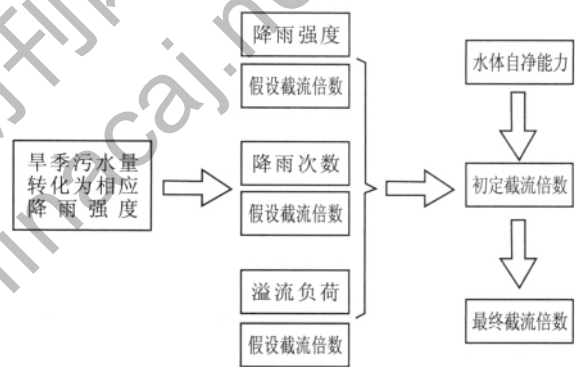 旱季污水量
转化为相应
降雨强度
降雨强度
假设截流倍数
降雨次数
假设截流倍数
溢流负荷
假设截流倍数
水体自净能力
初定截流倍数
最终截流倍数